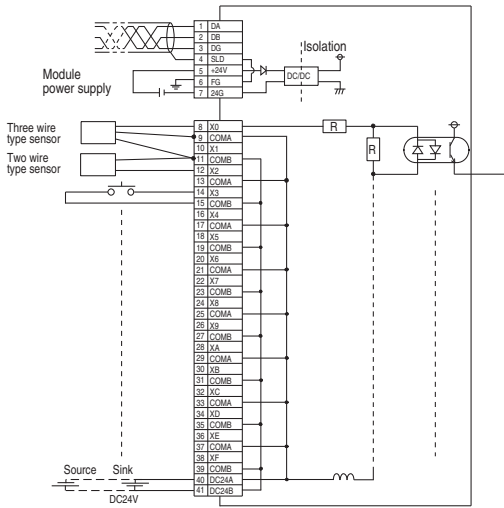 1 DA
2 DB
3 DG
4 SLD
5 +24V
6 FG
7 24G
Isolation
DC/DC
Module
power supply
8 X0
9 COMA
10 X1
11 COMB
12 X2
13 COMA
14 X3
15 COMB
16 X4
17 COMA
18 X5
19 COMB
20 X6
21 COMA
22 X7
23 COMB
24 X8
25 COMA
26 X9
27 COMB
28 XA
29 COMA
30 XB
31 COMB
32 XC
33 COMA
34 XD
35 COMB
36 XE
37 COMA
38 XF
39 COMB
40 DC24A
41 DC24B
Three wire
type sensor
Two wire
type sensor
R
R
Source Sink
DC24V